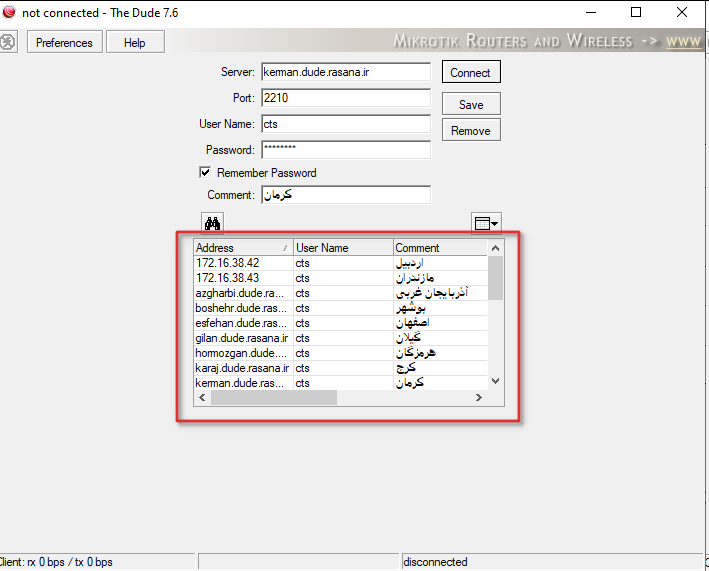 not connected - The Dude 7.6
Preferences Help MIKROTIK ROUTERS AND WIRELESS -> WWW
Server: kerman.dude.rasana.ir Connect
Port: 2210 Save
User Name: cts Remove
Password: ********
Remember Password
Comment: کرمان
Address User Name Comment
172.16.38.42 cts اردبیل
172.16.38.43 cts مازندران
azgharbi.dude.ra... cts آذربایجان غربی
boshehr.dude.ras... cts بوشهر
esfehan.dude.ras... cts اصفهان
gilan.dude.rasana.ir cts گیلان
hormozgan.dude.... cts هرمزگان
karaj.dude.rasana.ir cts کرج
kerman.dude.ras... cts کرمان
Client: rx 0 bps / tx 0 bps disconnected